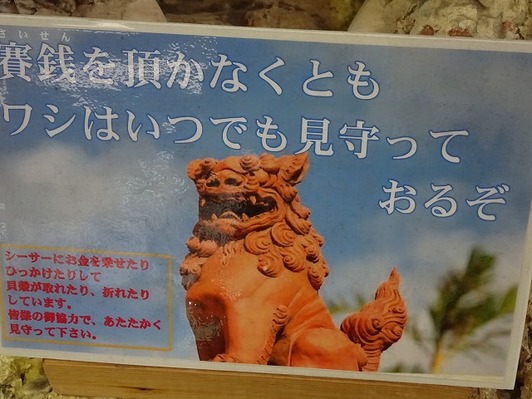 さいせん
賽銭を頂かなくとも
ワシはいつでも見守って
おるぞ
シーサーにお金を乗せたり
ひっかけたりして
貝殻が取れたり、折れたり
しています。
皆様の御協力で、あたたかく
見守って下さい。